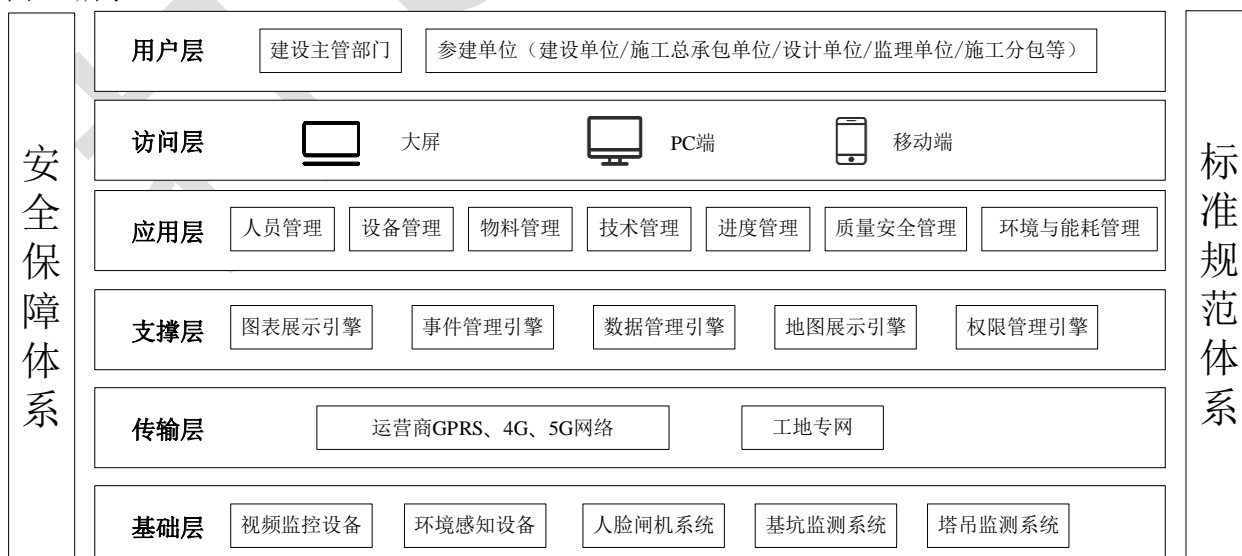 安全保障体系
用户层 建设主管部门 参建单位（建设单位/施工总承包单位/设计单位/监理单位/施工分包等）
访问层 大屏 PC端 移动端
应用层 人员管理 设备管理 物料管理 技术管理 进度管理 质量安全管理 环境与能耗管理
支撑层 图表展示引擎 事件管理引擎 数据管理引擎 地图展示引擎 权限管理引擎
传输层 运营商GPRS、4G、5G网络 工地专网
基础层 视频监控设备 环境感知设备 人脸闸机系统 基坑监测系统 塔吊监测系统
标准规范体系